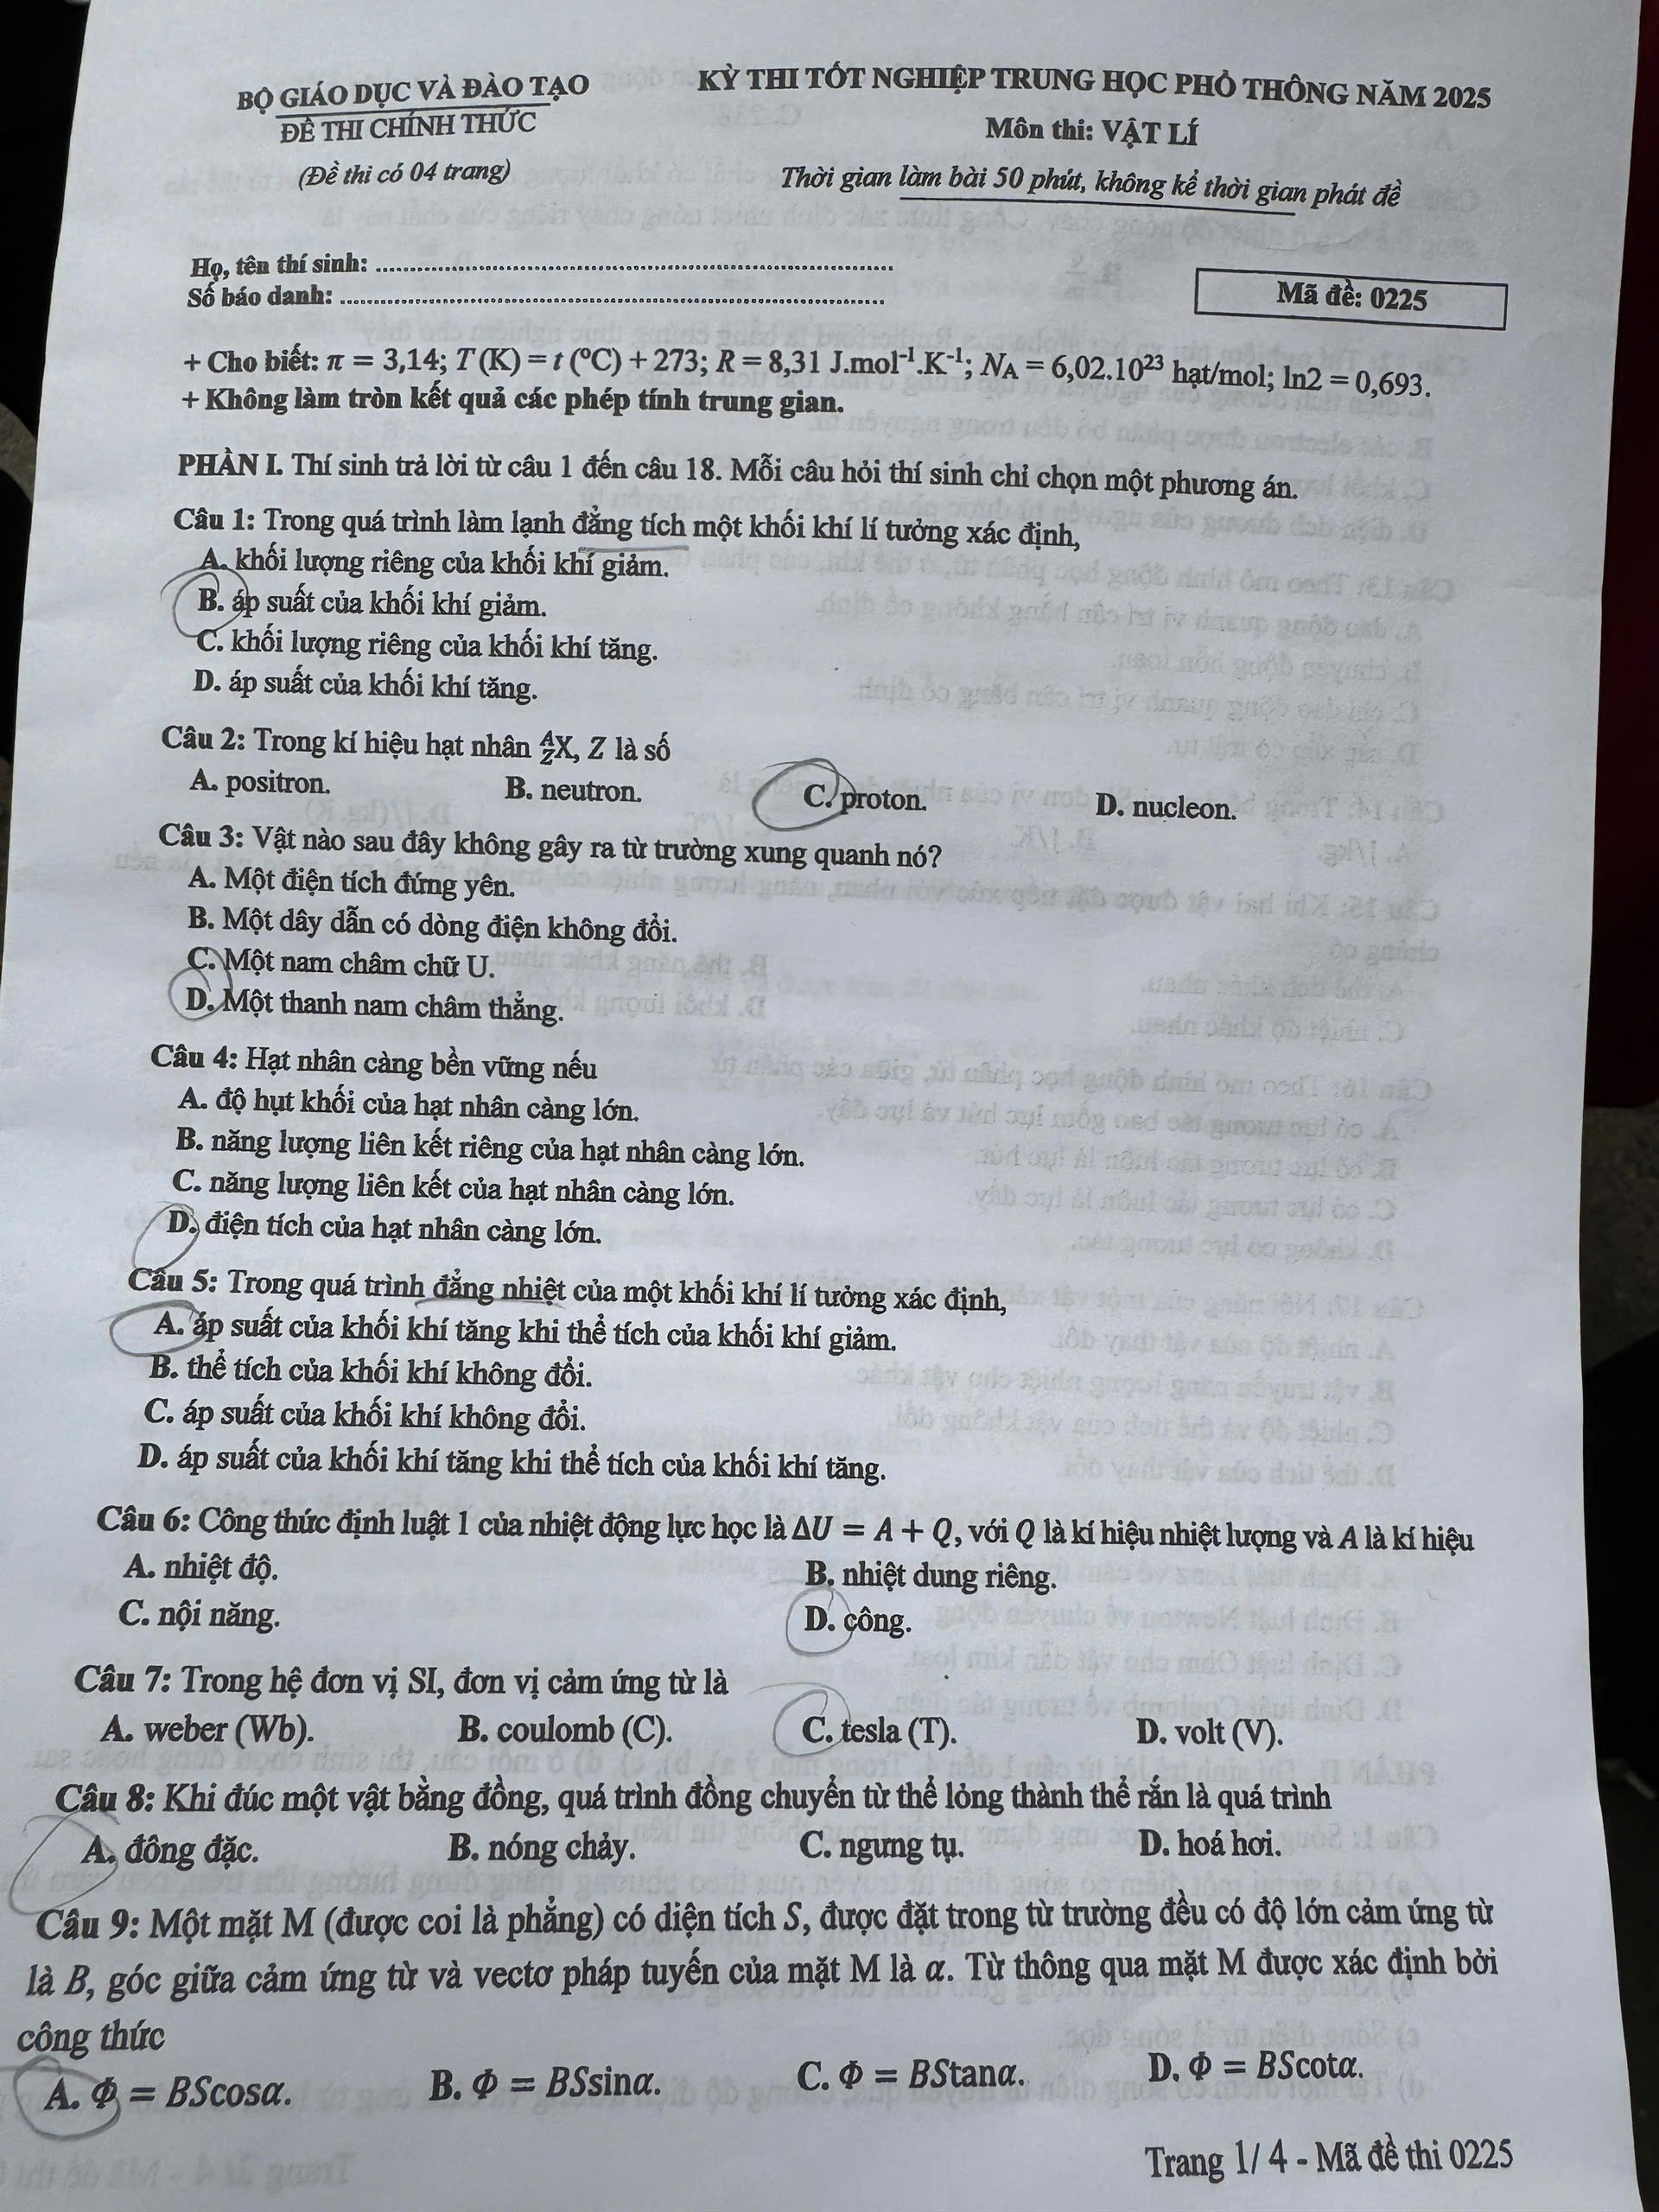 BỘ GIÁO DỤC VÀ ĐÀO TẠO
ĐỀ THI CHÍNH THỨC
(Đề thi có 04 trang)
KỲ THI TỐT NGHIỆP TRUNG HỌC PHỔ THÔNG NĂM 2025
Môn thi: VẬT LÍ
Thời gian làm bài 50 phút, không kể thời gian phát đề
Họ, tên thí sinh: ..........
Số báo danh: ..........
Mã đề: 0225
+ Cho biết: π = 3,14; T (K) = t (⁰C) + 273; R = 8,31 J.mol⁻¹.K⁻¹; N_A = 6,02.10²³ hạt/mol; ln2 = 0,693.
+ Không làm tròn kết quả các phép tính trung gian.
PHẦN I. Thí sinh trả lời từ câu 1 đến câu 18. Mỗi câu hỏi thí sinh chỉ chọn một phương án.
Câu 1: Trong quá trình làm lạnh đẳng tích một khối khí lí tưởng xác định,
A. khối lượng riêng của khối khí giảm.
B. áp suất của khối khí giảm.
C. khối lượng riêng của khối khí tăng.
D. áp suất của khối khí tăng.
Câu 2: Trong kí hiệu hạt nhân ᴬ_ZX, Z là số
A. positron. B. neutron. C. proton. D. nucleon.
Câu 3: Vật nào sau đây không gây ra từ trường xung quanh nó?
A. Một điện tích đứng yên.
B. Một dây dẫn có dòng điện không đổi.
C. Một nam châm chữ U.
D. Một thanh nam châm thẳng.
Câu 4: Hạt nhân càng bền vững nếu
A. độ hụt khối của hạt nhân càng lớn.
B. năng lượng liên kết riêng của hạt nhân càng lớn.
C. năng lượng liên kết của hạt nhân càng lớn.
D. điện tích của hạt nhân càng lớn.
Câu 5: Trong quá trình đẳng nhiệt của một khối khí lí tưởng xác định,
A. áp suất của khối khí tăng khi thể tích của khối khí giảm.
B. thể tích của khối khí không đổi.
C. áp suất của khối khí không đổi.
D. áp suất của khối khí tăng khi thể tích của khối khí tăng.
Câu 6: Công thức định luật 1 của nhiệt động lực học là ΔU = A + Q, với Q là kí hiệu nhiệt lượng và A là kí hiệu
A. nhiệt độ. B. nhiệt dung riêng.
C. nội năng. D. công.
Câu 7: Trong hệ đơn vị SI, đơn vị cảm ứng từ là
A. weber (Wb). B. coulomb (C). C. tesla (T). D. volt (V).
Câu 8: Khi đúc một vật bằng đồng, quá trình đồng chuyển từ thể lỏng thành thể rắn là quá trình
A. đông đặc. B. nóng chảy. C. ngưng tụ. D. hoá hơi.
Câu 9: Một mặt M (được coi là phẳng) có diện tích S, được đặt trong từ trường đều có độ lớn cảm ứng từ
là B, góc giữa cảm ứng từ và vectơ pháp tuyến của mặt M là α. Từ thông qua mặt M được xác định bởi
công thức
A. Φ = BScosα. B. Φ = BSsinα. C. Φ = BStanα. D. Φ = BScotα.
Trang 1/ 4 - Mã đề thi 0225